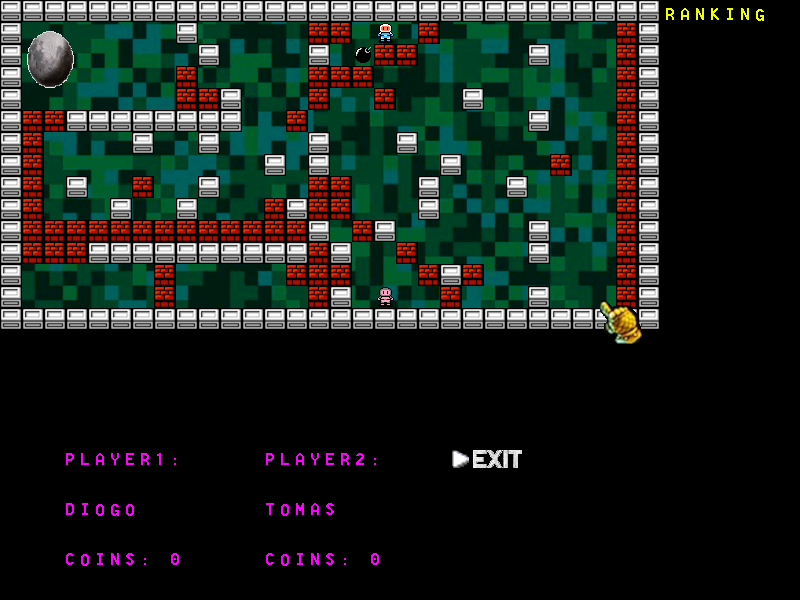 RANKING
PLAYER1: PLAYER2: EXIT
DIOGO TOMAS
COINS: 0 COINS: 0